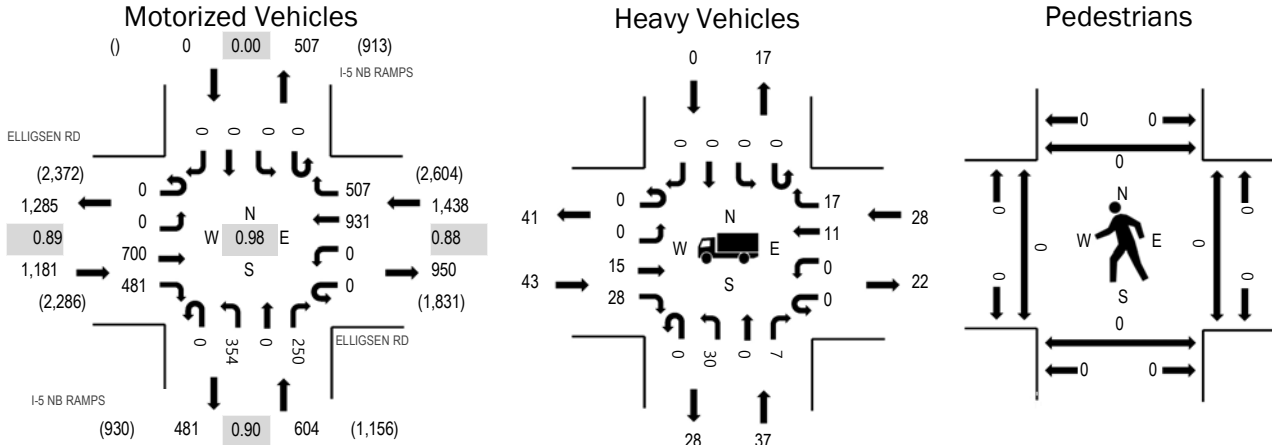 Motorized Vehicles
() 0 0.00 507 (913)
I-5 NB RAMPS
ELLIGSEN RD
0 0 0 0
(2,372) (2,604)
0 507
1,285 1,438
0 N 931
0.89 W 0.98 E 0.88
700 S 0
1,181 950
481 0
(2,286) (1,831)
0 354 0 250
ELLIGSEN RD
I-5 NB RAMPS
(930) 481 0.90 604 (1,156)
Heavy Vehicles
0 17
0 0 0 0
0 17
41 28
0 N 11
W E
15 S 0
43 22
28 0
0 30 0 7
28 37
Pedestrians
0 0
0
N
0 0
W E
0 0
0 0
S
0
0 0